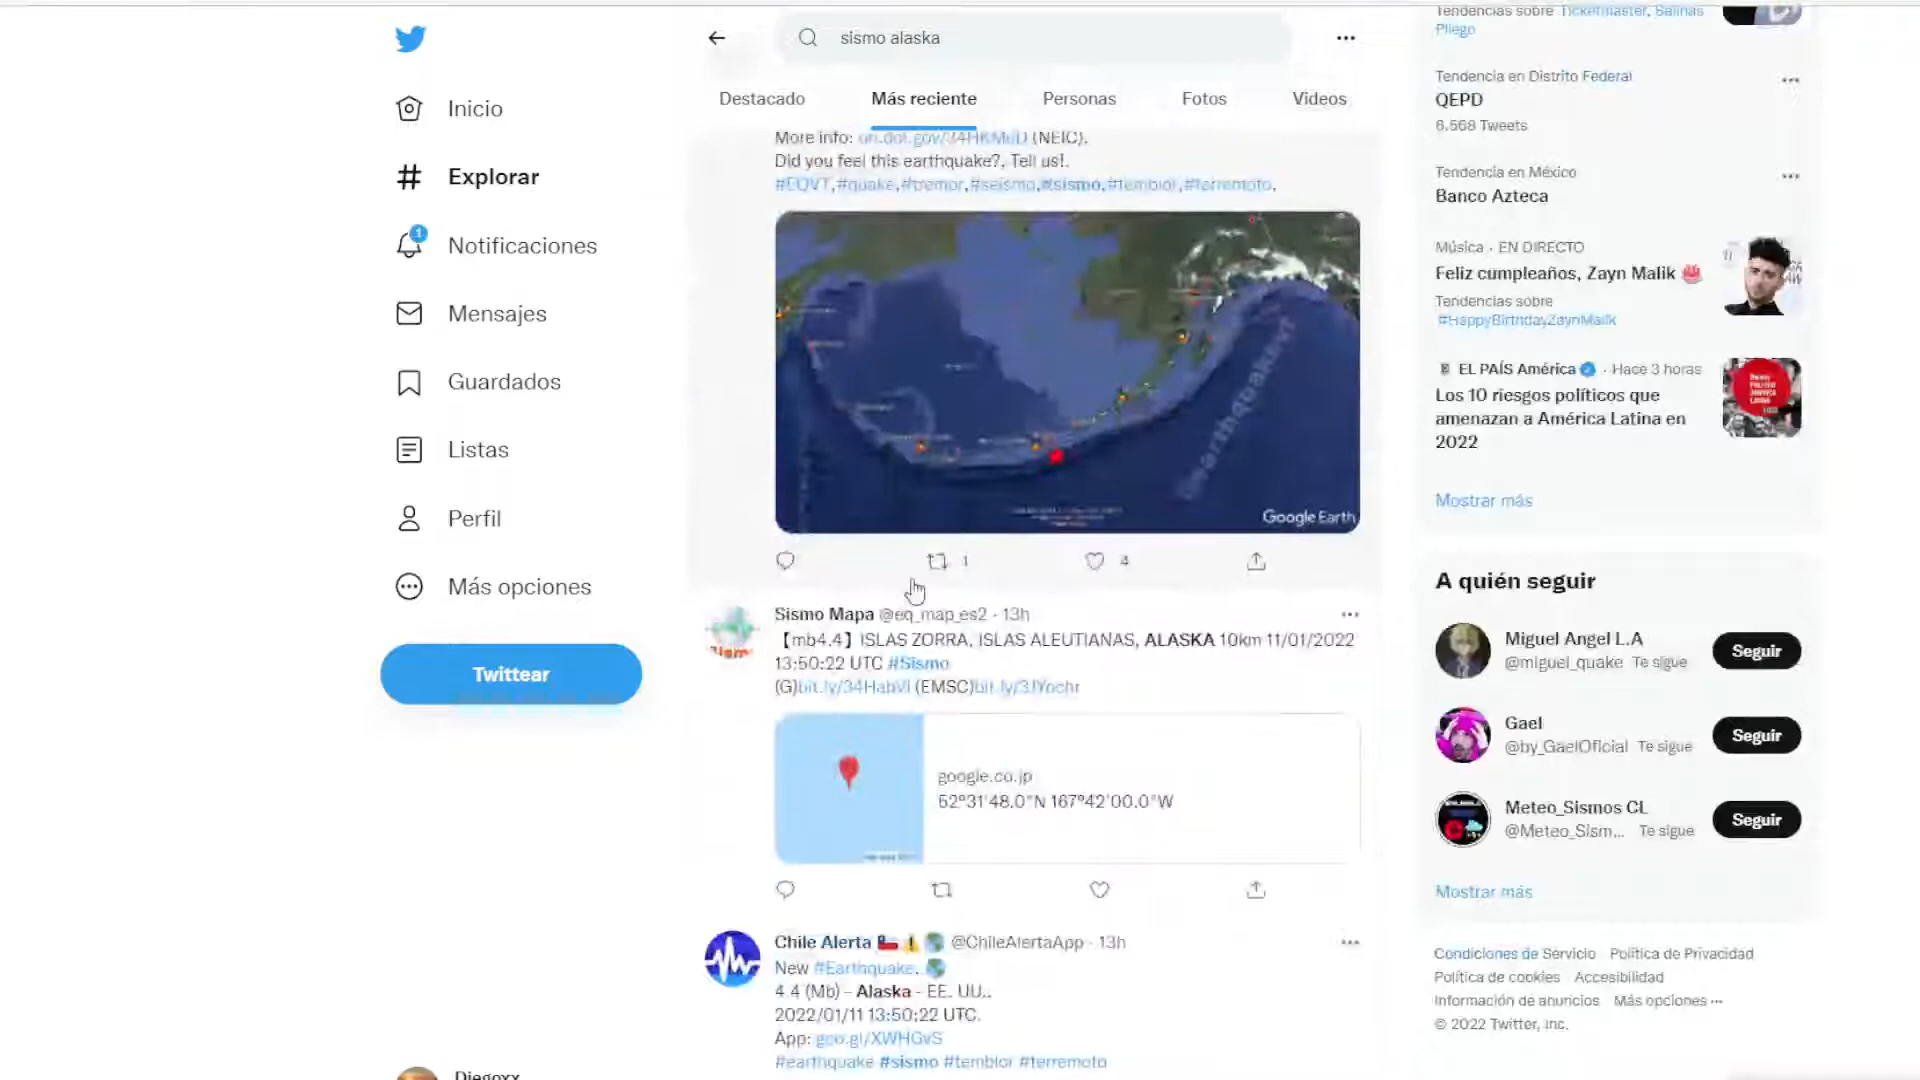 sismo alaska
Destacado
Más reciente
Personas
Fotos
Videos
Inicio
Explorar
1
Notificaciones
Mensajes
Guardados
Listas
Perfil
Más opciones
Twittear
Diegoxx
More info: (NEIC).
Did you feel this earthquake?, Tell us!.
#EQVT,#quake,#tremor,#seismo,#sismo,#temblor,#terremoto,
@earthquakevt
Google Earth
1
4
Sismo Mapa @eq_map_es2 · 13h
【mb4.4】ISLAS ZORRA, ISLAS ALEUTIANAS, ALASKA 10km 11/01/2022
13:50:22 UTC #Sismo
(G)bit.ly/34HabVl (EMSC)
google.co.jp
52°31'48.0"N 167°42'00.0"W
Chile Alerta @ChileAlertaApp · 13h
New #Earthquake.
4.4 (Mb) - Alaska - EE. UU..
2022/01/11 13:50:22 UTC.
App: goo.gl/XWHGvS
#earthquake #sismo #temblor #terremoto
Tendencias sobre Ticketmaster, Salinas
Pliego
Tendencia en Distrito Federal
QEPD
6.568 Tweets
Tendencia en México
Banco Azteca
Música · EN DIRECTO
Feliz cumpleaños, Zayn Malik
Tendencias sobre
#HappyBirthdayZaynMalik
EL PAÍS América · Hace 3 horas
Los 10 riesgos políticos que
amenazan a América Latina en
2022
Mostrar más
A quién seguir
Miguel Angel L.A
@miguel_quake Te sigue
Seguir
Gael
@by_GaelOficial Te sigue
Seguir
Meteo_Sismos CL
@Meteo_Sism... Te sigue
Seguir
Mostrar más
Condiciones de Servicio Política de Privacidad
Política de cookies Accesibilidad
Información de anuncios Más opciones ···
© 2022 Twitter, Inc.